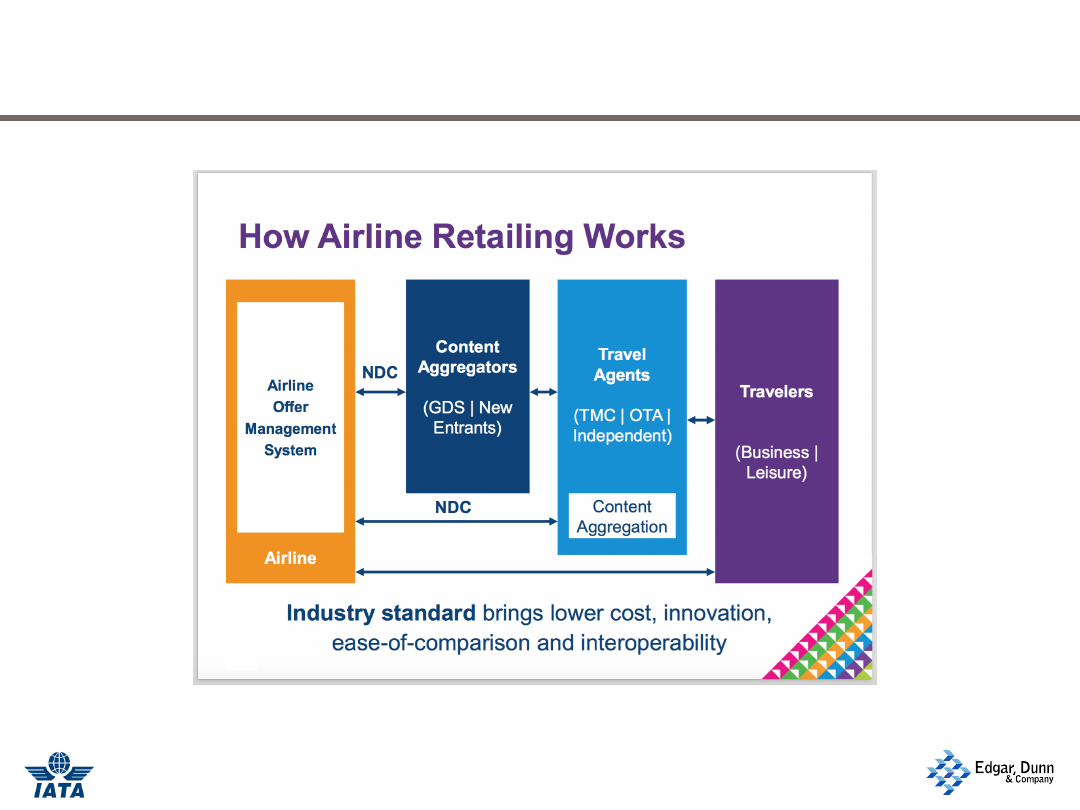 How Airline Retailing Works
Airline
Offer
Management
System
Airline
NDC
Content
Aggregators
(GDS | New
Entrants)
NDC
Travel
Agents
(TMC | OTA |
Independent)
Content
Aggregation
Travelers
(Business |
Leisure)
Industry standard brings lower cost, innovation,
ease-of-comparison and interoperability
IATA
Edgar, Dunn
& Company